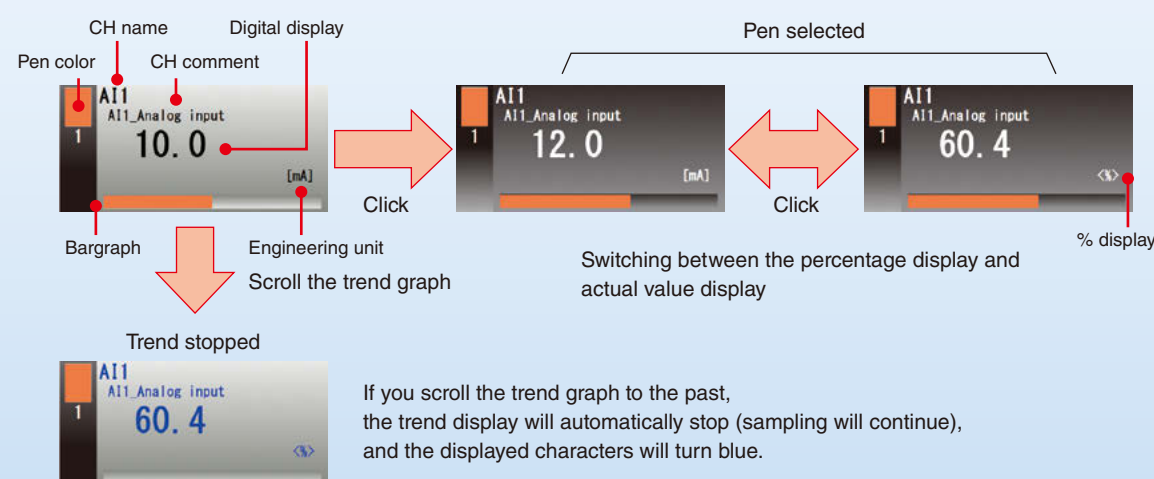 CH name
Digital display
Pen selected
Pen color
CH comment
AI1
AI1_Analog input
1
10.0
[mA]
AI1
AI1_Analog input
1
12.0
[mA]
AI1
AI1_Analog input
1
60.4
<%>
Click
Click
Bargraph
Engineering unit
% display
Scroll the trend graph
Switching between the percentage display and
actual value display
Trend stopped
AI1
AI1_Analog input
1
60.4
<%>
If you scroll the trend graph to the past,
the trend display will automatically stop (sampling will continue),
and the displayed characters will turn blue.